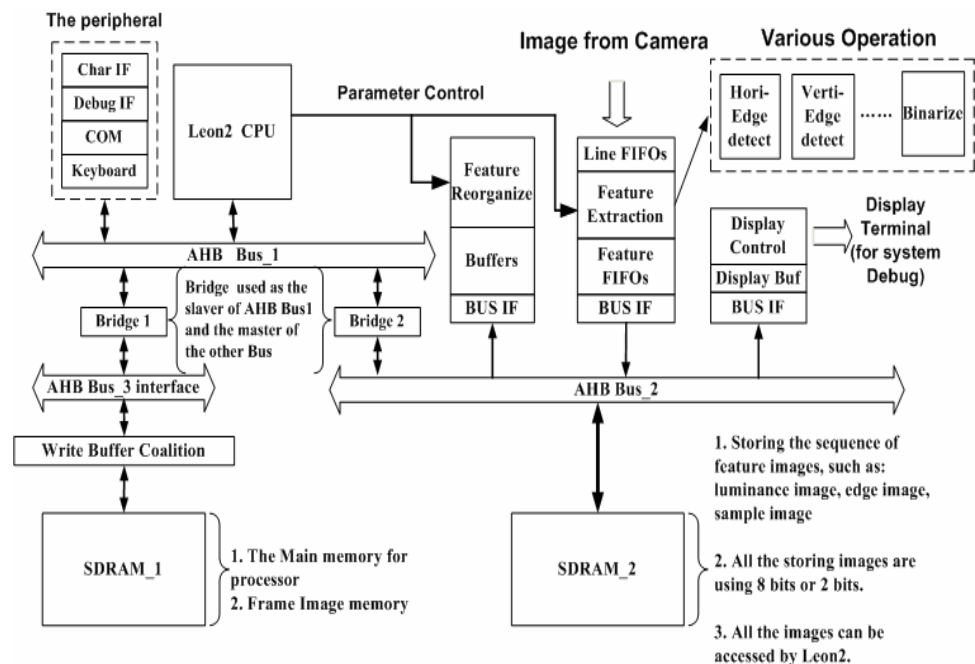 The peripheral
Char IF
Debug IF
COM
Keyboard
Leon2 CPU
Parameter Control
Image from Camera
Various Operation
Hori-
Edge
detect
Verti-
Edge
detect
......
Binarize
Feature
Reorganize
Buffers
BUS IF
Line FIFOs
Feature
Extraction
Feature
FIFOs
BUS IF
Display
Control
Display Buf
BUS IF
Display
Terminal
(for system
Debug)
AHB Bus_1
Bridge 1
Bridge used as the
slaver of AHB Bus1
and the master of
the other Bus
Bridge 2
AHB Bus_3 interface
AHB Bus_2
Write Buffer Coalition
SDRAM_1
1. The Main memory for
processor
2. Frame Image memory
SDRAM_2
1. Storing the sequence of
feature images, such as:
luminance image, edge image,
sample image
2. All the storing images are
using 8 bits or 2 bits.
3. All the images can be
accessed by Leon2.